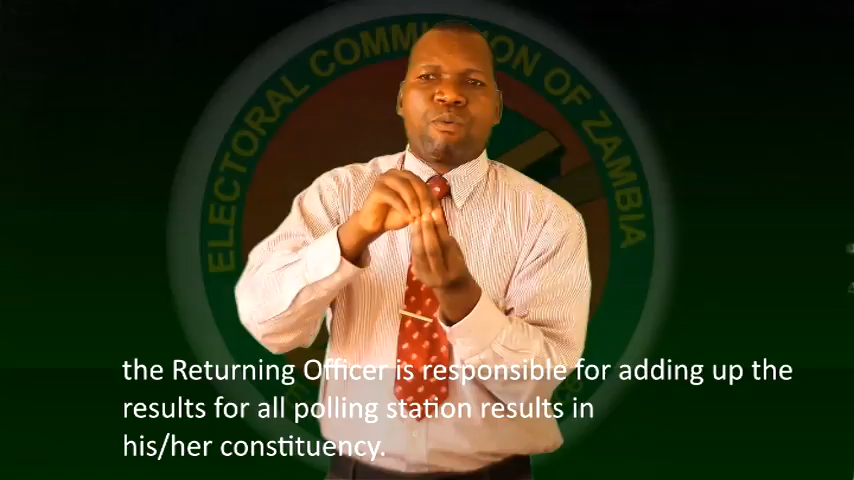 ELECTORAL COMMISSION OF ZAMBIA
the Returning Officer is responsible for adding up the
results for all polling station results in
his/her constituency.